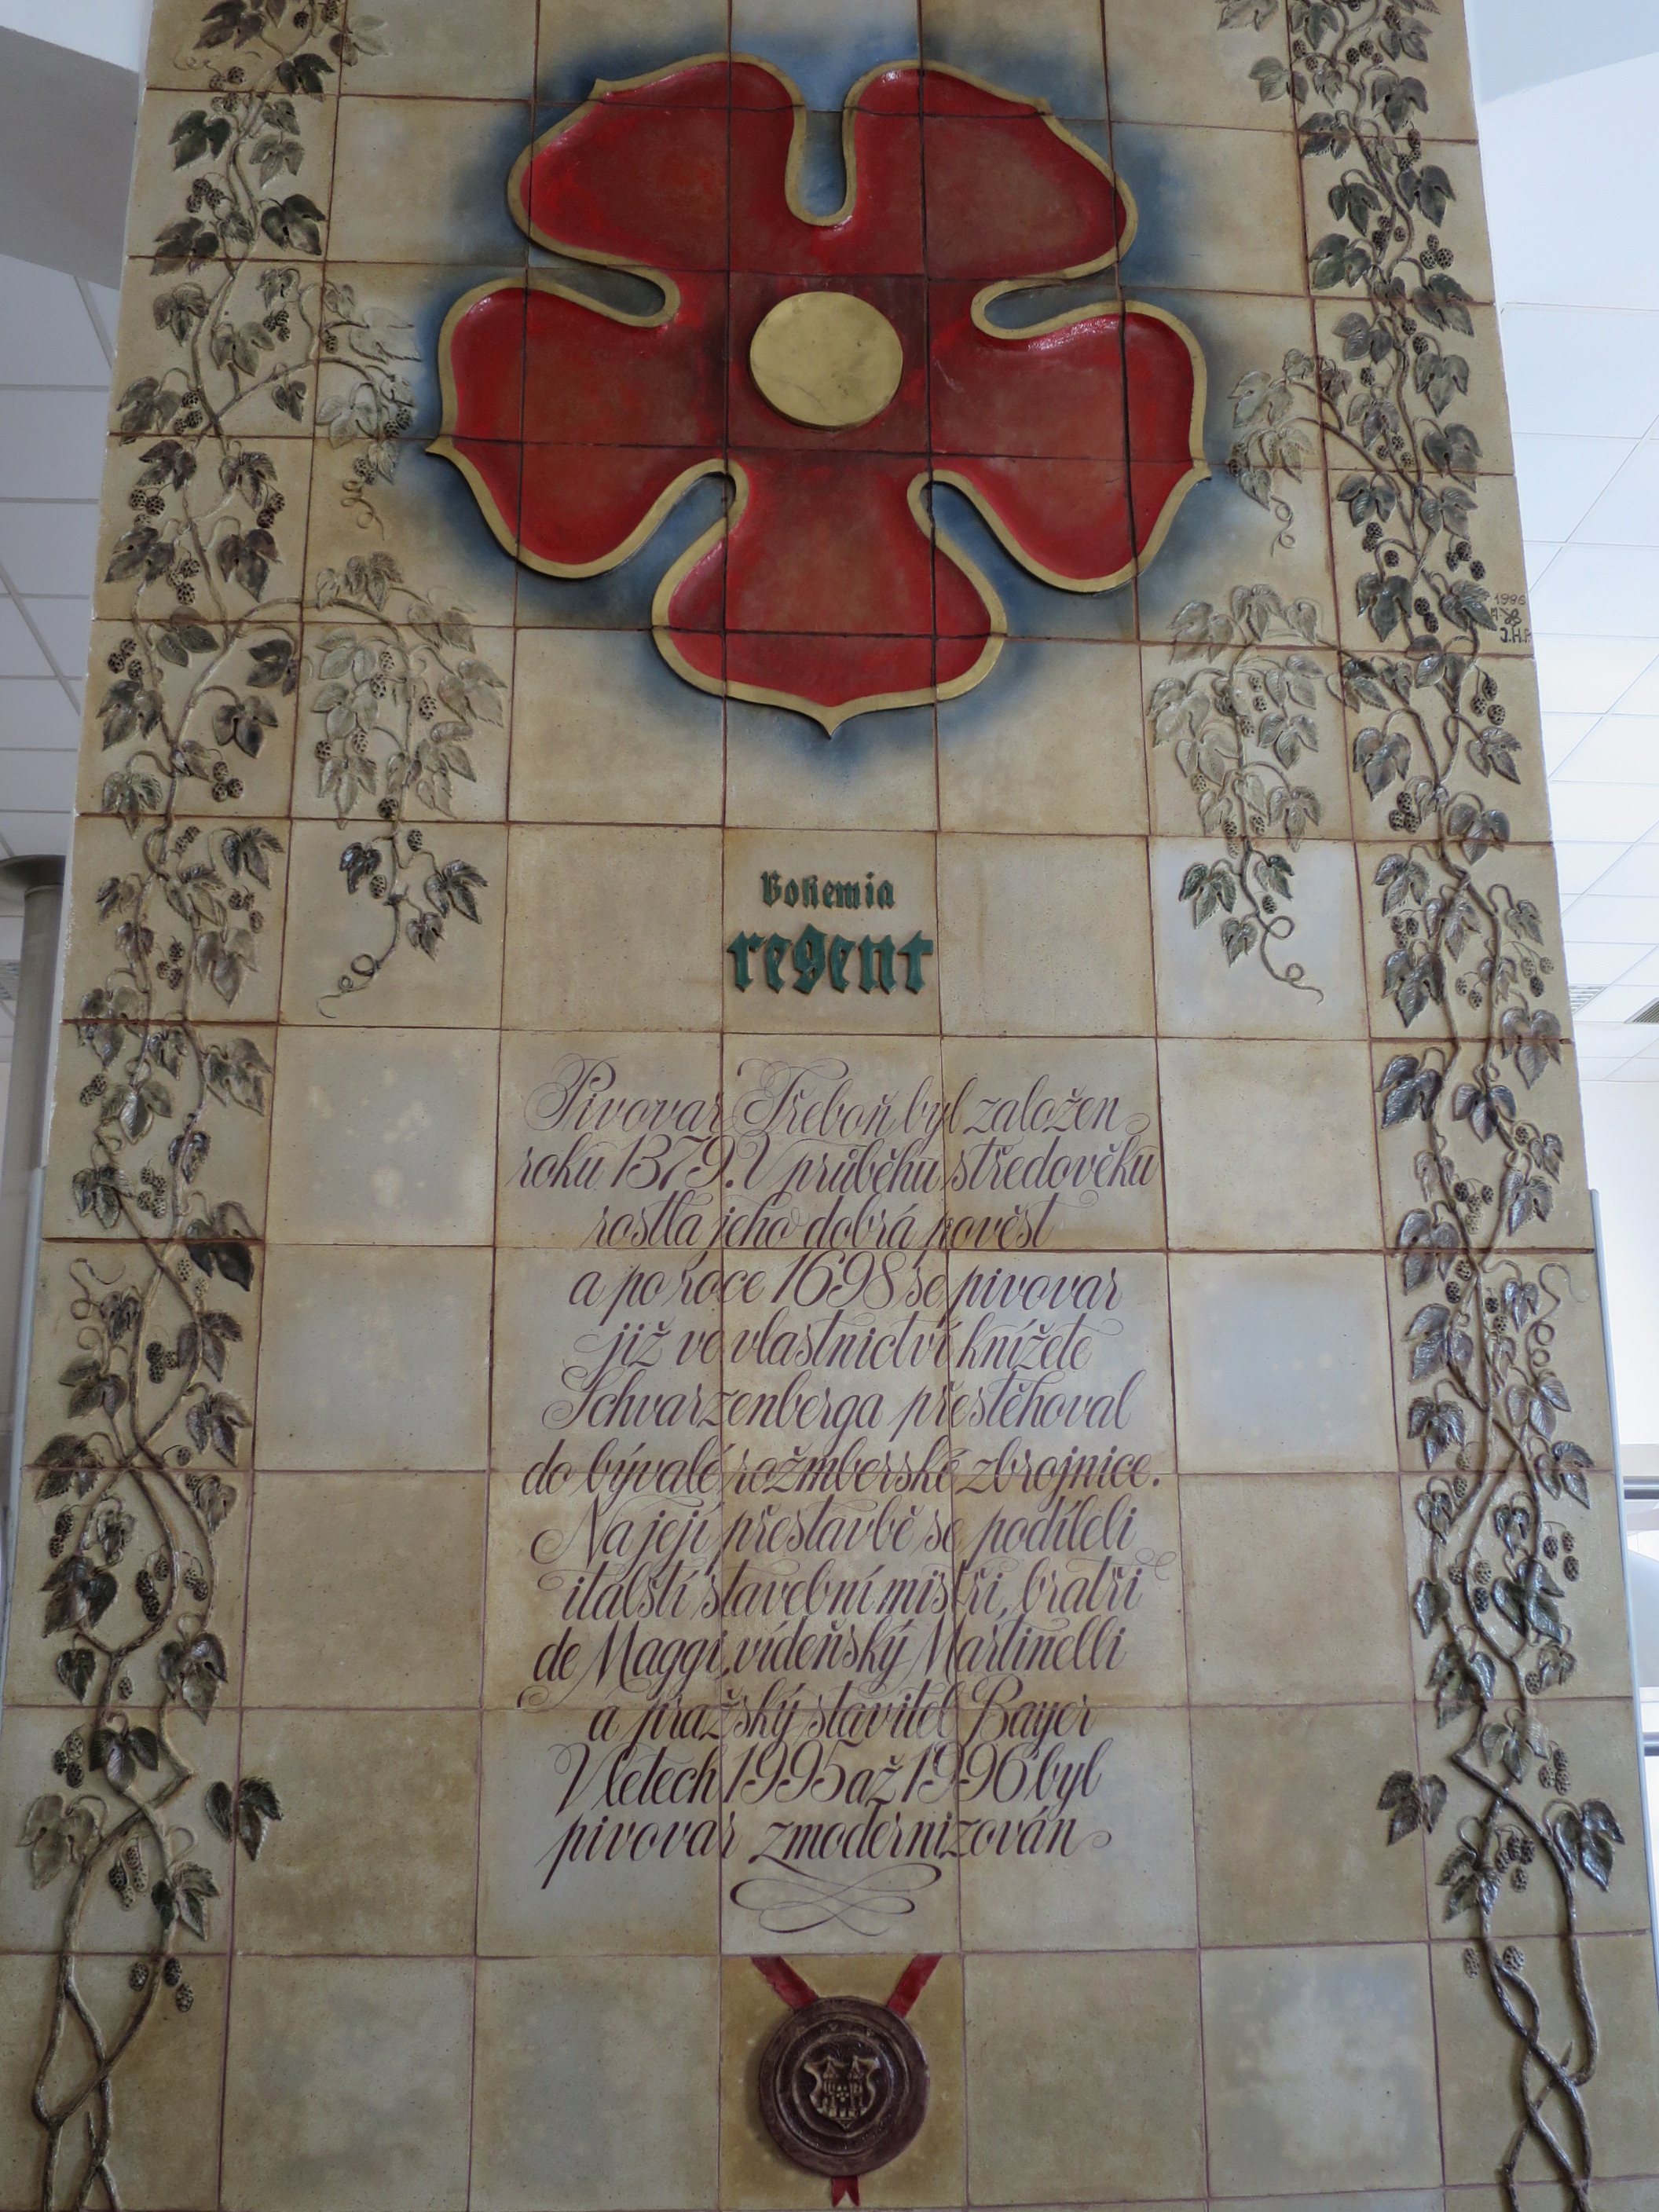 1996
J.H.P.
Bohemia
regent
Pivovar Třeboň byl založen
roku 1379. V průběhu středověku
rostla jeho dobrá pověst
a po roce 1698 se pivovar
již ve vlastnictví knížete
Schvarzenberga přestěhoval
do bývalé rožmberské zbrojnice.
Na její přestavbě se podíleli
italští stavební mistři, bratři
de Maggi, vídeňský Martinelli
a pražský stavitel Bayer
V letech 1995 až 1996 byl
pivovar zmodernizován